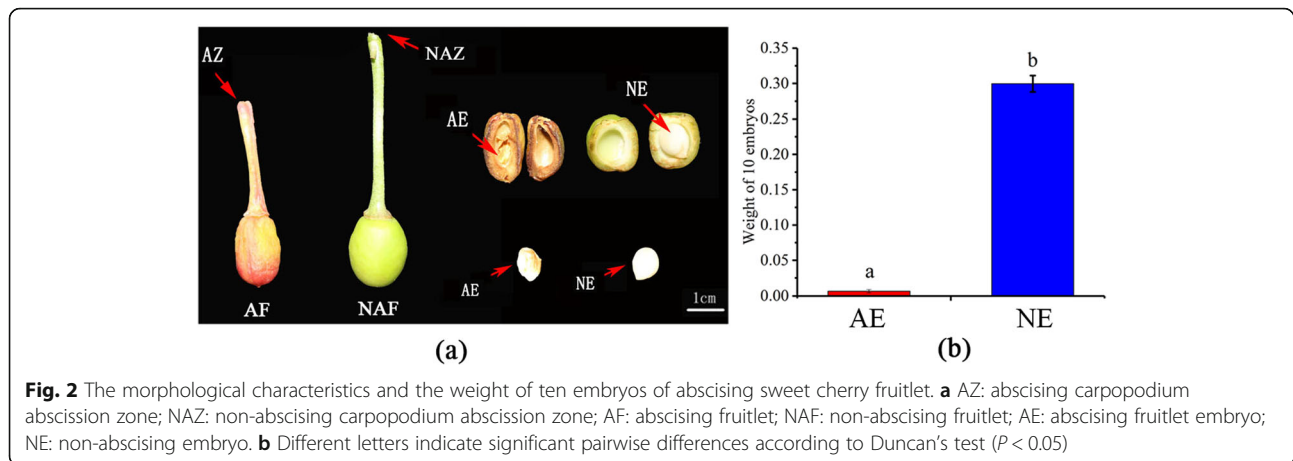 AZ
NAZ
AE
NE
AE
NE
AF
NAF
1cm
(a)
0.35
0.30
0.25
0.20
0.15
0.10
0.05
0.00
Weight of 10 embryos
a
b
AE
NE
(b)
Fig. 2 The morphological characteristics and the weight of ten embryos of abscising sweet cherry fruitlet. a AZ: abscising carpopodium
abscission zone; NAZ: non-abscising carpopodium abscission zone; AF: abscising fruitlet; NAF: non-abscising fruitlet; AE: abscising fruitlet embryo;
NE: non-abscising embryo. b Different letters indicate significant pairwise differences according to Duncan's test (P < 0.05)